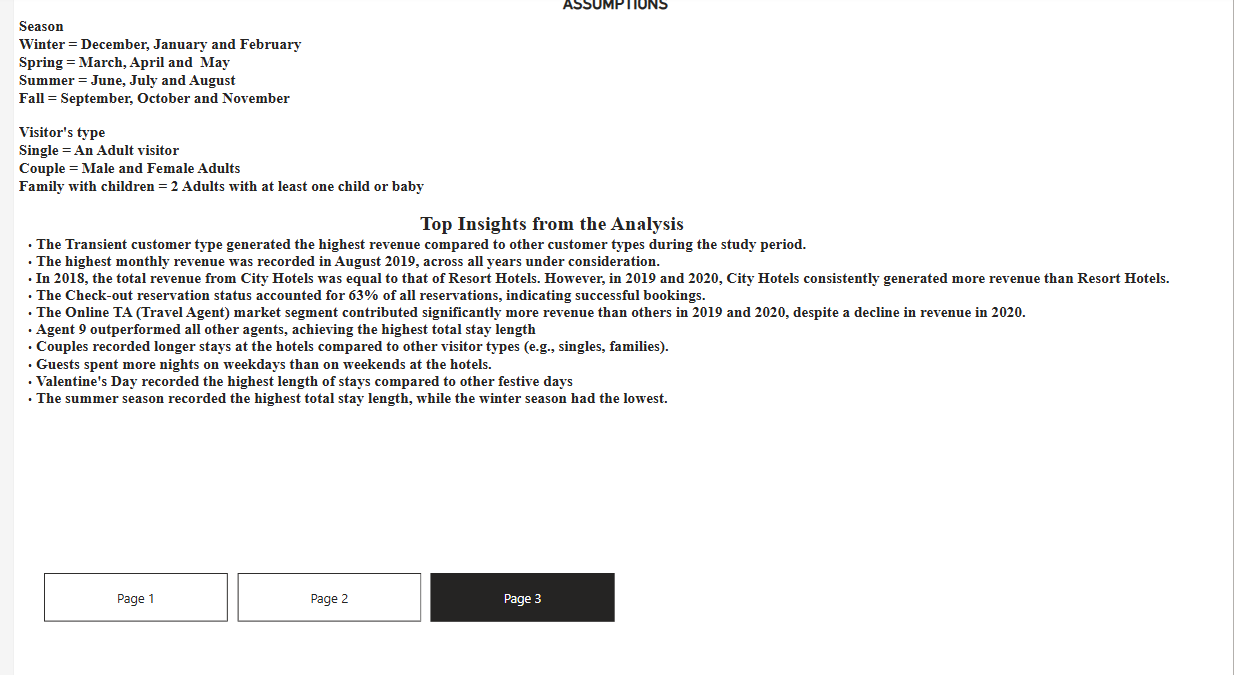 ASSUMPTIONS
Season
Winter = December, January and February
Spring = March, April and  May
Summer = June, July and August
Fall = September, October and November
Visitor's type
Single = An Adult visitor
Couple = Male and Female Adults
Family with children = 2 Adults with at least one child or baby
Top Insights from the Analysis
• The Transient customer type generated the highest revenue compared to other customer types during the study period.
• The highest monthly revenue was recorded in August 2019, across all years under consideration.
• In 2018, the total revenue from City Hotels was equal to that of Resort Hotels. However, in 2019 and 2020, City Hotels consistently generated more revenue than Resort Hotels.
• The Check-out reservation status accounted for 63% of all reservations, indicating successful bookings.
• The Online TA (Travel Agent) market segment contributed significantly more revenue than others in 2019 and 2020, despite a decline in revenue in 2020.
• Agent 9 outperformed all other agents, achieving the highest total stay length
• Couples recorded longer stays at the hotels compared to other visitor types (e.g., singles, families).
• Guests spent more nights on weekdays than on weekends at the hotels.
• Valentine's Day recorded the highest length of stays compared to other festive days
• The summer season recorded the highest total stay length, while the winter season had the lowest.
Page 1
Page 2
Page 3